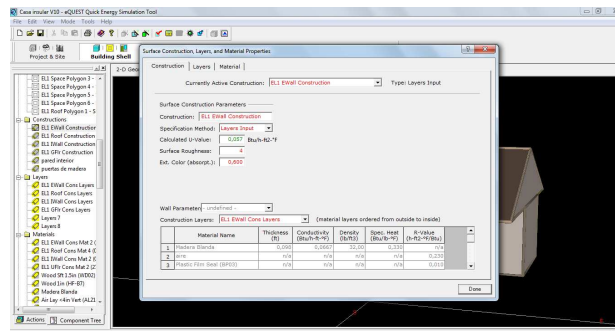 Casa insular V10 - eQUEST Quick Energy Simulation Tool
File Edit View Mode Tools Help
Project & Site
Building Shell
2-D Geo
EL1 Space Polygon 3 -
EL1 Space Polygon 4 -
EL1 Space Polygon 5 -
EL1 Space Polygon 6 -
EL1 Roof Polygon 1 - S
Constructions
EL1 EWall Construction
EL1 Roof Construction
EL1 IWall Construction
EL1 GFlr Construction
pared interior
puertas de madera
Layers
EL1 EWall Cons Layers
EL1 Roof Cons Layers
EL1 IWall Cons Layers
EL1 GFlr Cons Layers
Layers 7
Layers 8
Materials
EL1 EWall Cons Mat 2 (
EL1 Roof Cons Mat 4 (
EL1 IWall Cons Mat 2 (
EL1 UFlr Cons Mat 2 (
Wood Sft 1.5in (WD02)
Wood 1in (HF-B7)
Madera Blanda
Air Lay <4in Vert (AL21
Actions
Component Tree
Surface Construction, Layers, and Material Properties
Construction Layers Material
Currently Active Construction: EL1 EWall Construction Type: Layers Input
Surface Construction Parameters
Construction: EL1 EWall Construction
Specification Method: Layers Input
Calculated U-Value: 0,057 Btu/h-ft2-°F
Surface Roughness: 4
Ext. Color (absorpt.): 0,600
Wall Parameter: - undefined -
Construction Layers: EL1 EWall Cons Layers (material layers ordered from outside to inside)
Material Name Thickness (ft) Conductivity (Btu/h-ft-°F) Density (lb/ft3) Spec. Heat (Btu/lb-°F) R-Value (h-ft2-°F/Btu)
1 Madera Blanda 0,090 0,0667 32,00 0,330 n/a
2 aire n/a n/a n/a n/a 0,230
3 Plastic Film Seal (BP03) n/a n/a n/a n/a 0,010
Done